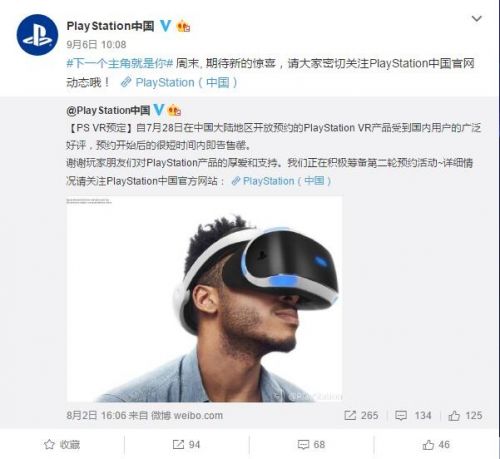 PlayStation中国
9月6日 10:08
#下一个主角就是你# 周末, 期待新的惊喜，请大家密切关注PlayStation中国官网
动态哦！ PlayStation（中国）
@PlayStation中国
【PS VR预定】自7月28日在中国大陆地区开放预约的PlayStation VR产品受到国内用户的广泛
好评，预约开始后的很短时间内即告售罄。
谢谢玩家朋友们对PlayStation产品的厚爱和支持。我们正在积极筹备第二轮预约活动~详细情
况请关注PlayStation中国官方网站： PlayStation（中国）
8月2日 16:06 来自 微博 weibo.com
265
134
125
收藏
94
68
46